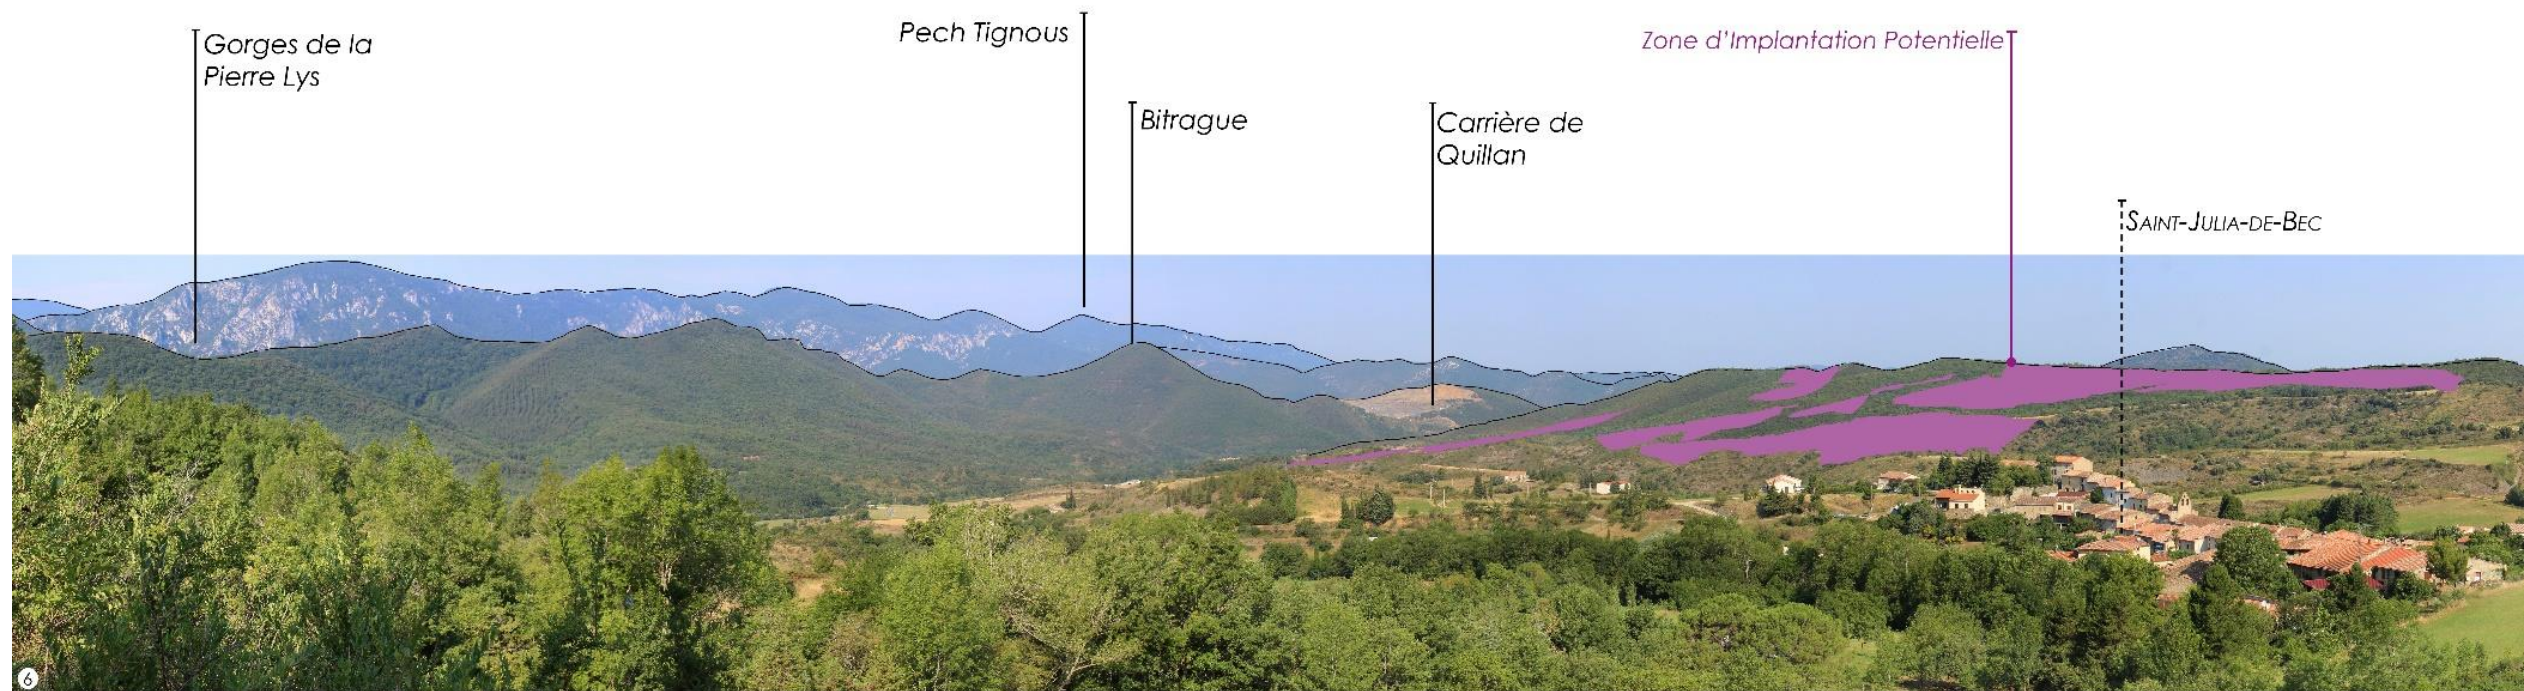 Gorges de la
Pierre Lys
Pech Tignous
Bitrague
Carrière de
Quillan
Zone d'Implantation Potentielle
SAINT-JULIA-DE-BEC
6